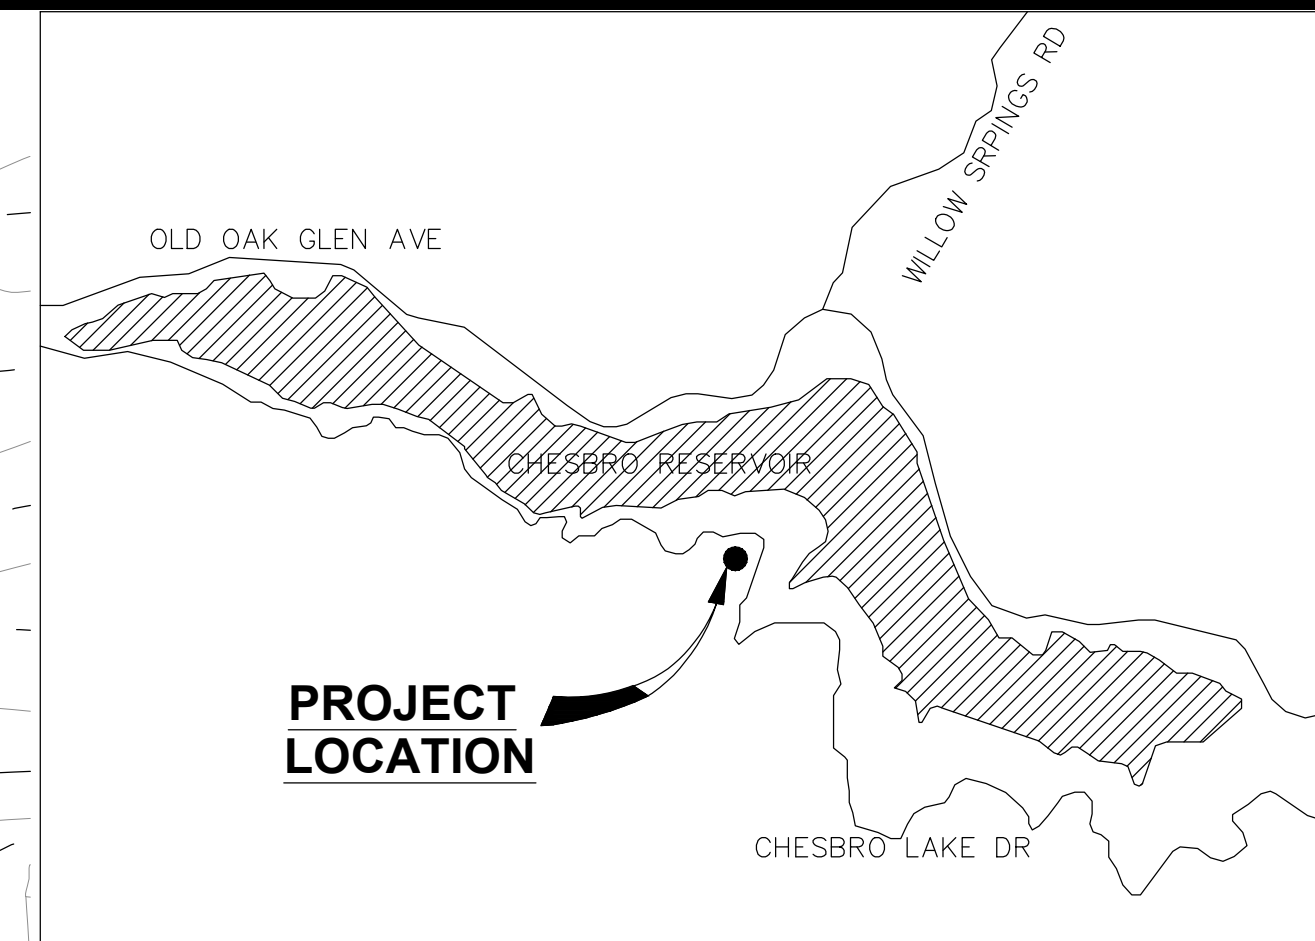 WILLOW SRPINGS RD
OLD OAK GLEN AVE
CHESBRO RESERVOIR
PROJECT
LOCATION
CHESBRO LAKE DR